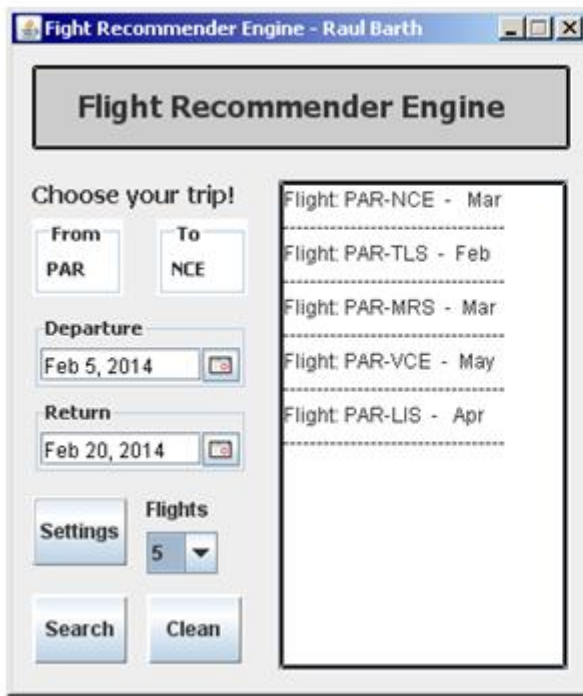 Fight Recommender Engine - Raul Barth
Flight Recommender Engine
Choose your trip!
From
PAR
To
NCE
Departure
Feb 5, 2014
Return
Feb 20, 2014
Settings
Flights
5
Search
Clean
Flight: PAR-NCE - Mar
--------------------------------
Flight: PAR-TLS - Feb
--------------------------------
Flight: PAR-MRS - Mar
--------------------------------
Flight: PAR-VCE - May
--------------------------------
Flight: PAR-LIS - Apr
--------------------------------